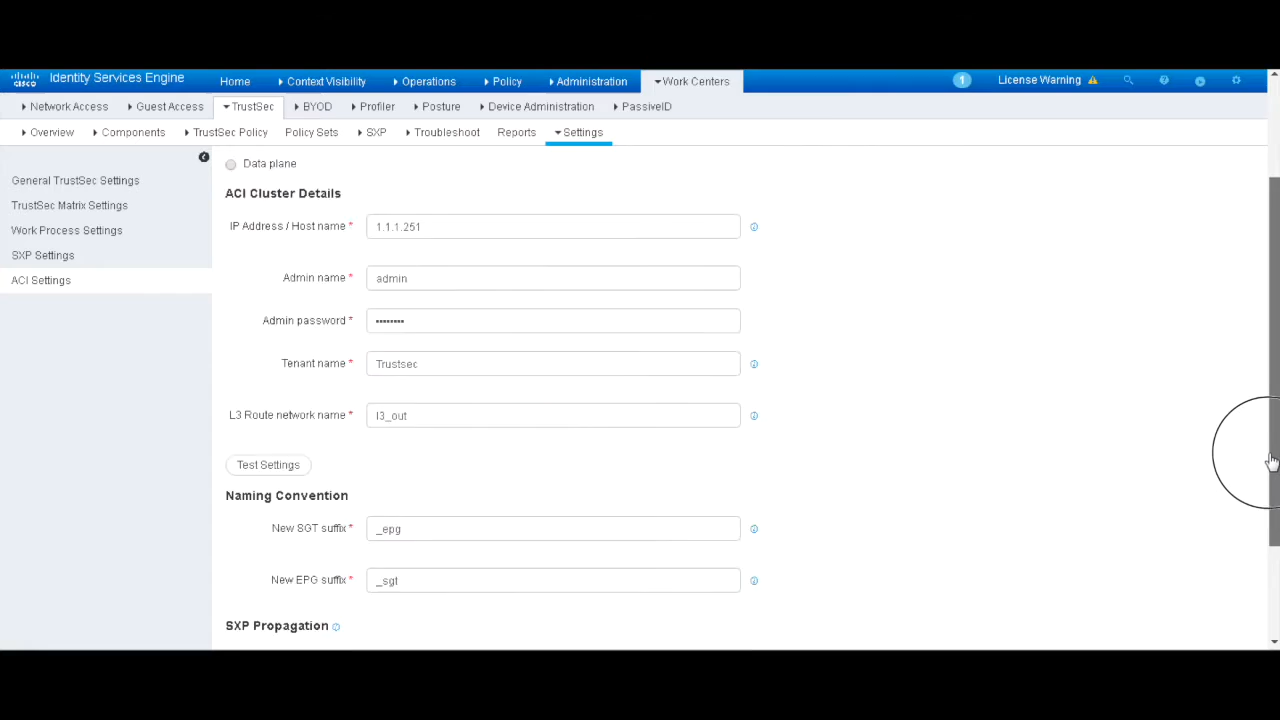 cisco Identity Services Engine Home Context Visibility Operations Policy Administration Work Centers 1 License Warning
Network Access Guest Access TrustSec BYOD Profiler Posture Device Administration PassiveID
Overview Components TrustSec Policy Policy Sets SXP Troubleshoot Reports Settings
General TrustSec Settings
TrustSec Matrix Settings
Work Process Settings
SXP Settings
ACI Settings
Data plane
ACI Cluster Details
IP Address / Host name * 1.1.1.251
Admin name * admin
Admin password * ••••••••
Tenant name * Trustsec
L3 Route network name * l3_out
Test Settings
Naming Convention
New SGT suffix * _epg
New EPG suffix * _sgt
SXP Propagation